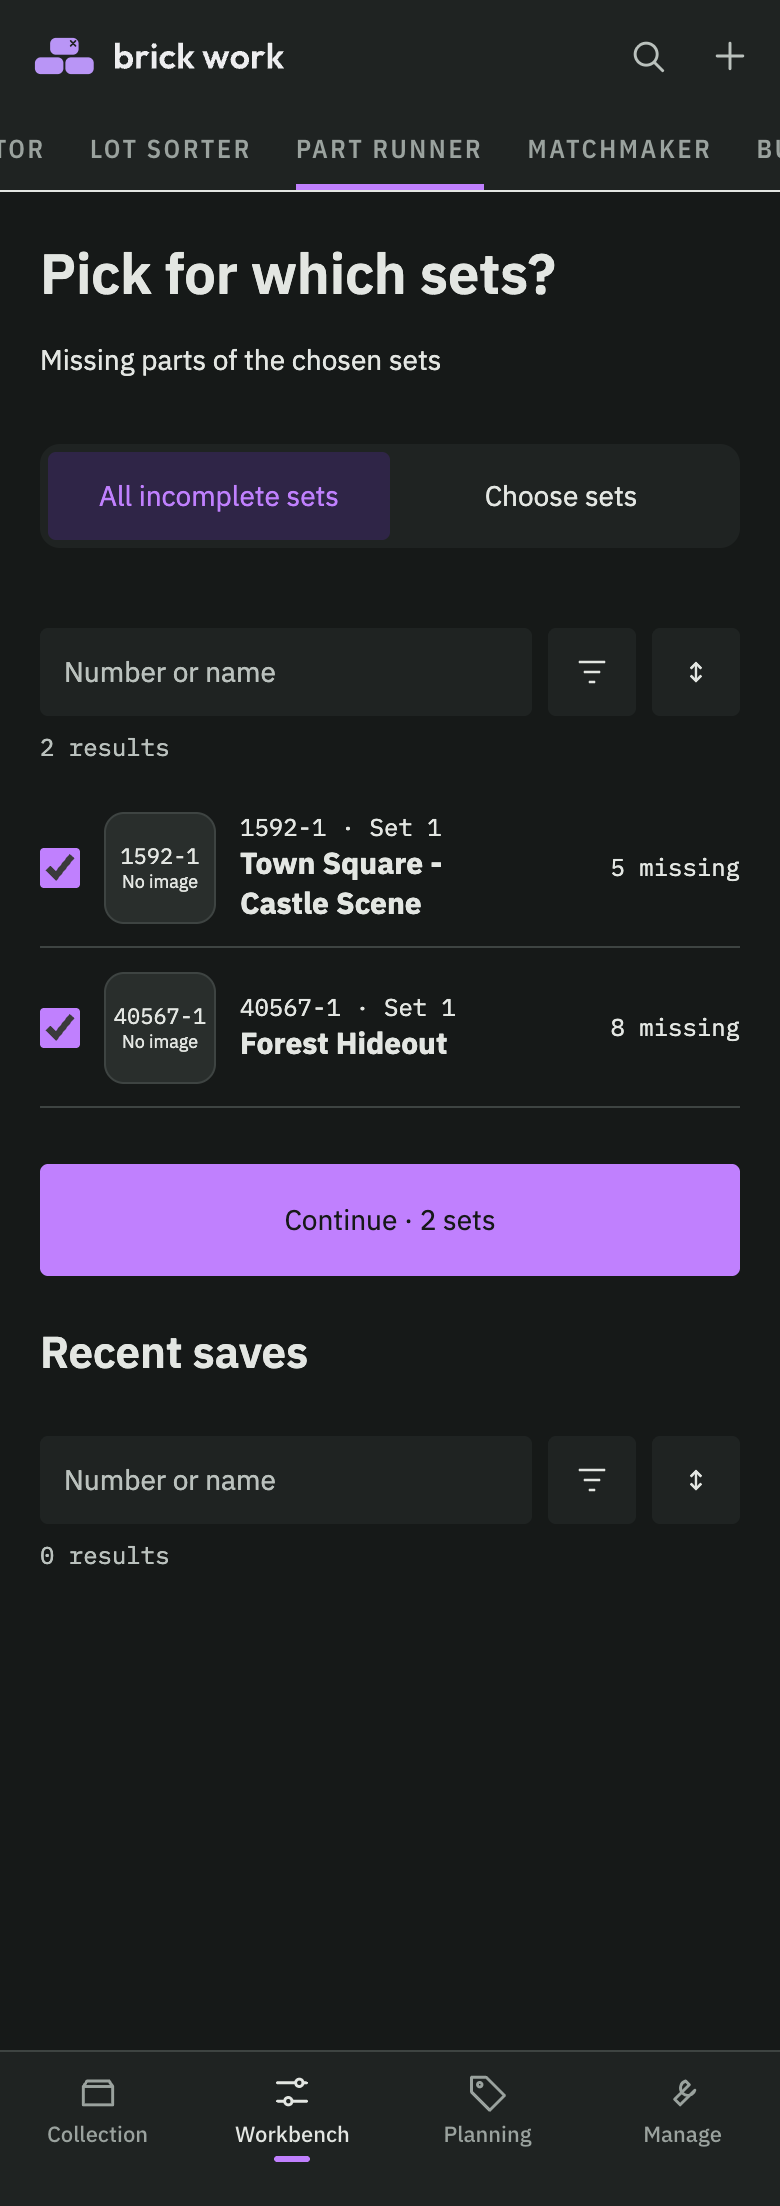 brick work
TOR LOT SORTER PART RUNNER MATCHMAKER BU
Pick for which sets?
Missing parts of the chosen sets
All incomplete sets Choose sets
Number or name
2 results
1592-1
No image
1592-1 · Set 1
Town Square -
Castle Scene
5 missing
40567-1
No image
40567-1 · Set 1
Forest Hideout
8 missing
Continue · 2 sets
Recent saves
Number or name
0 results
Collection Workbench Planning Manage